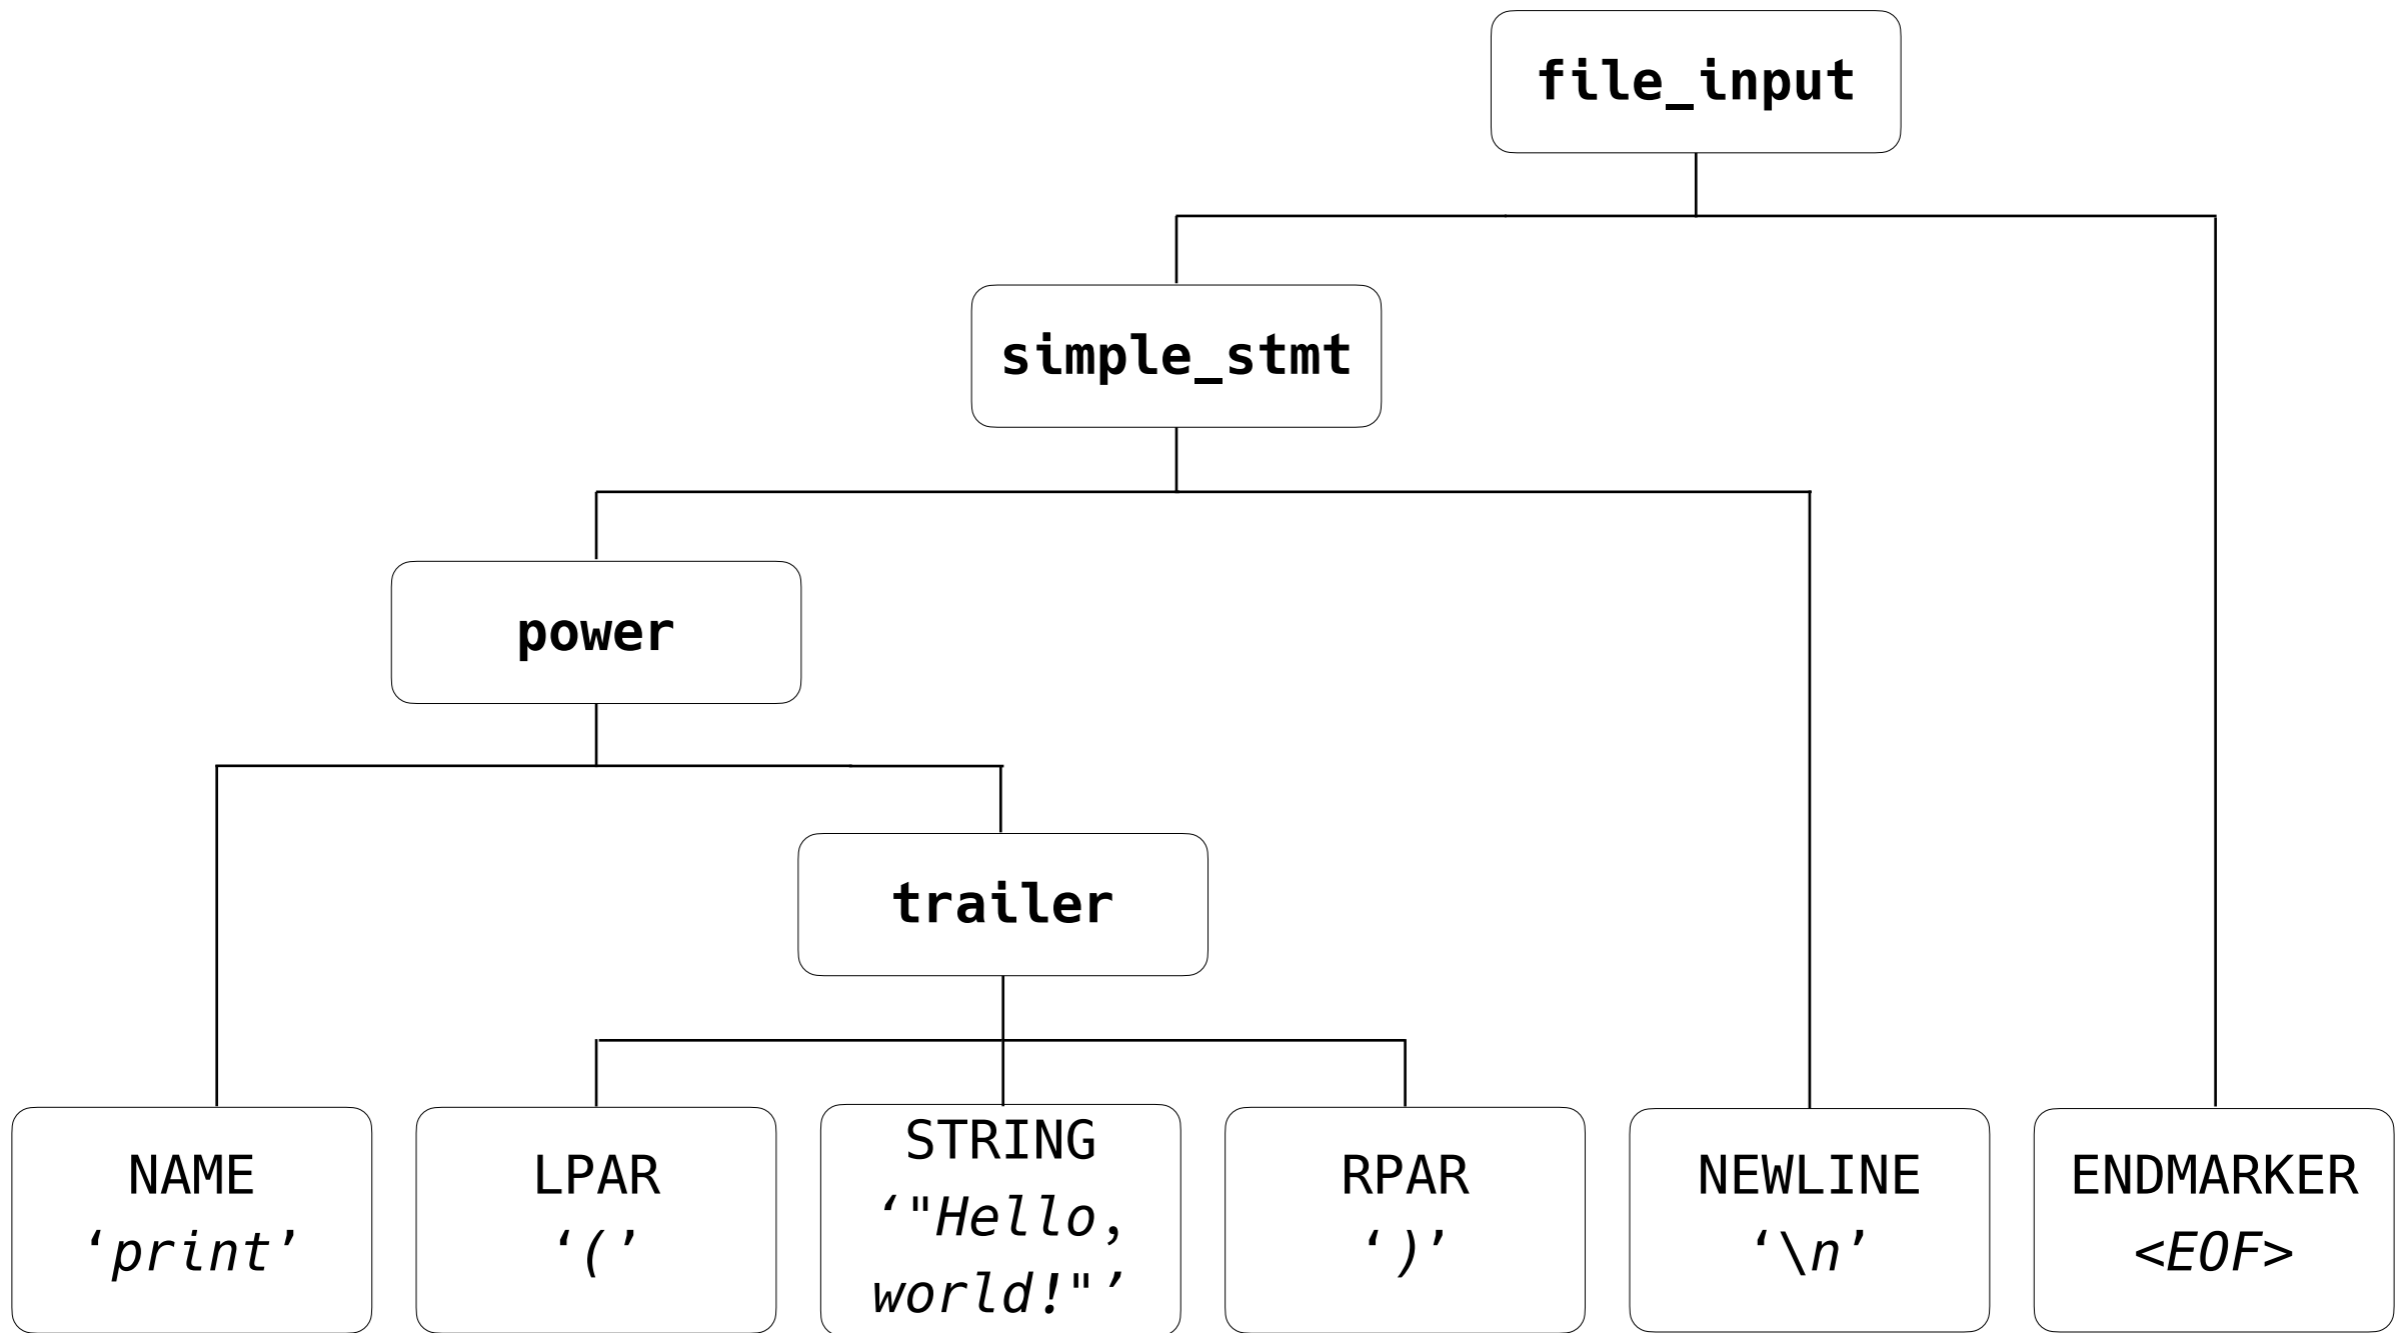 file_input
simple_stmt
power
trailer
NAME
‘print’
LPAR
‘(’
STRING
‘"Hello,
world!"’
RPAR
‘)’
NEWLINE
‘\n’
ENDMARKER
<EOF>